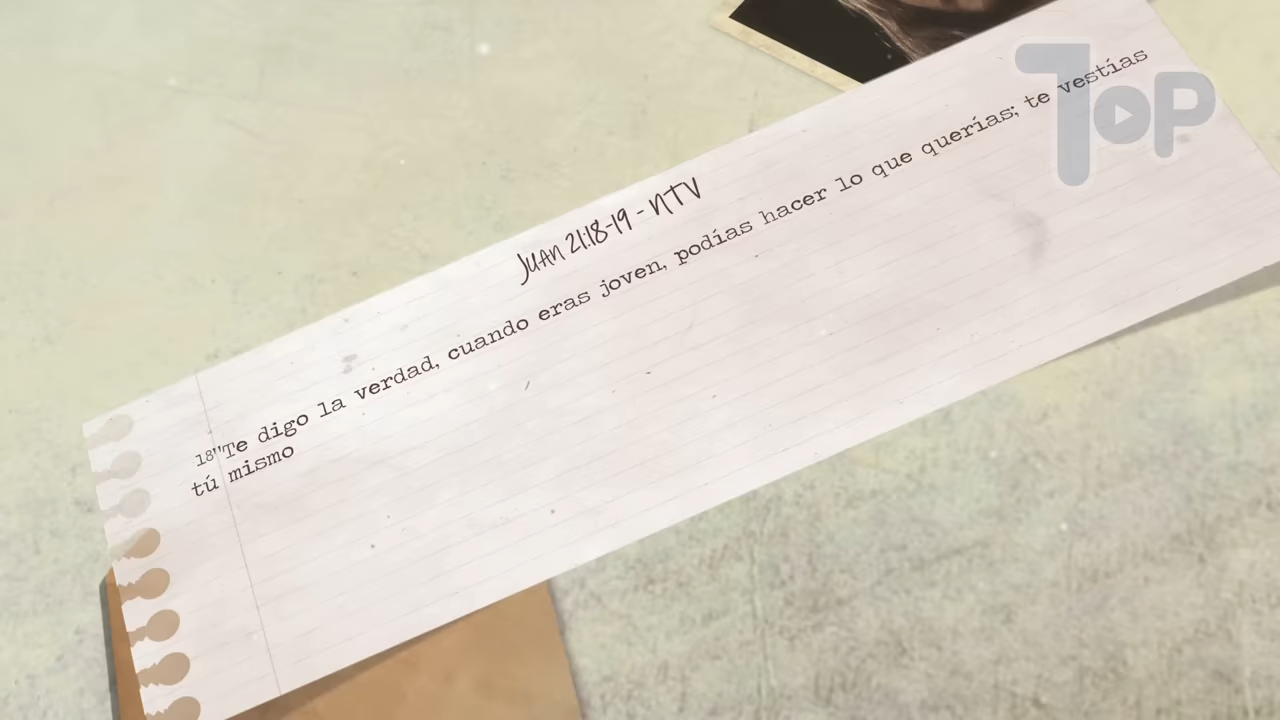 Juan 21:18-19 - NTV
18"Te digo la verdad, cuando eras joven, podías hacer lo que querías; te vestías
tú mismo
TOP